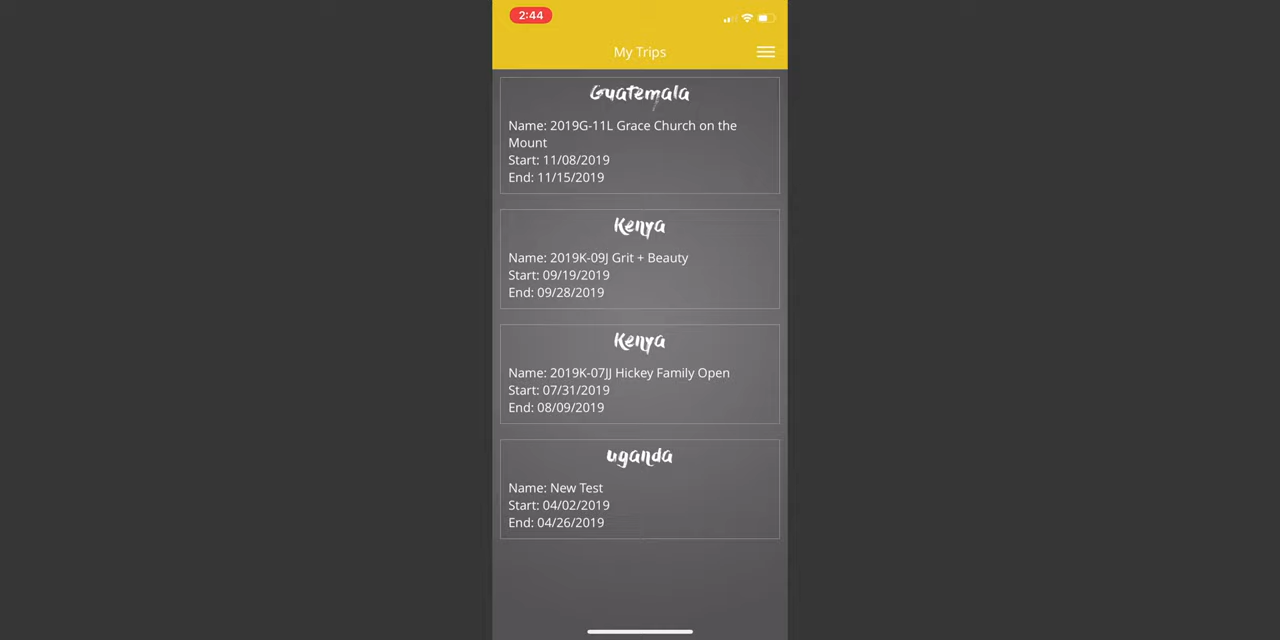 2:44
My Trips
Guatemala
Name: 2019G-11L Grace Church on the
Mount
Start: 11/08/2019
End: 11/15/2019
Kenya
Name: 2019K-09J Grit + Beauty
Start: 09/19/2019
End: 09/28/2019
Kenya
Name: 2019K-07JJ Hickey Family Open
Start: 07/31/2019
End: 08/09/2019
uganda
Name: New Test
Start: 04/02/2019
End: 04/26/2019